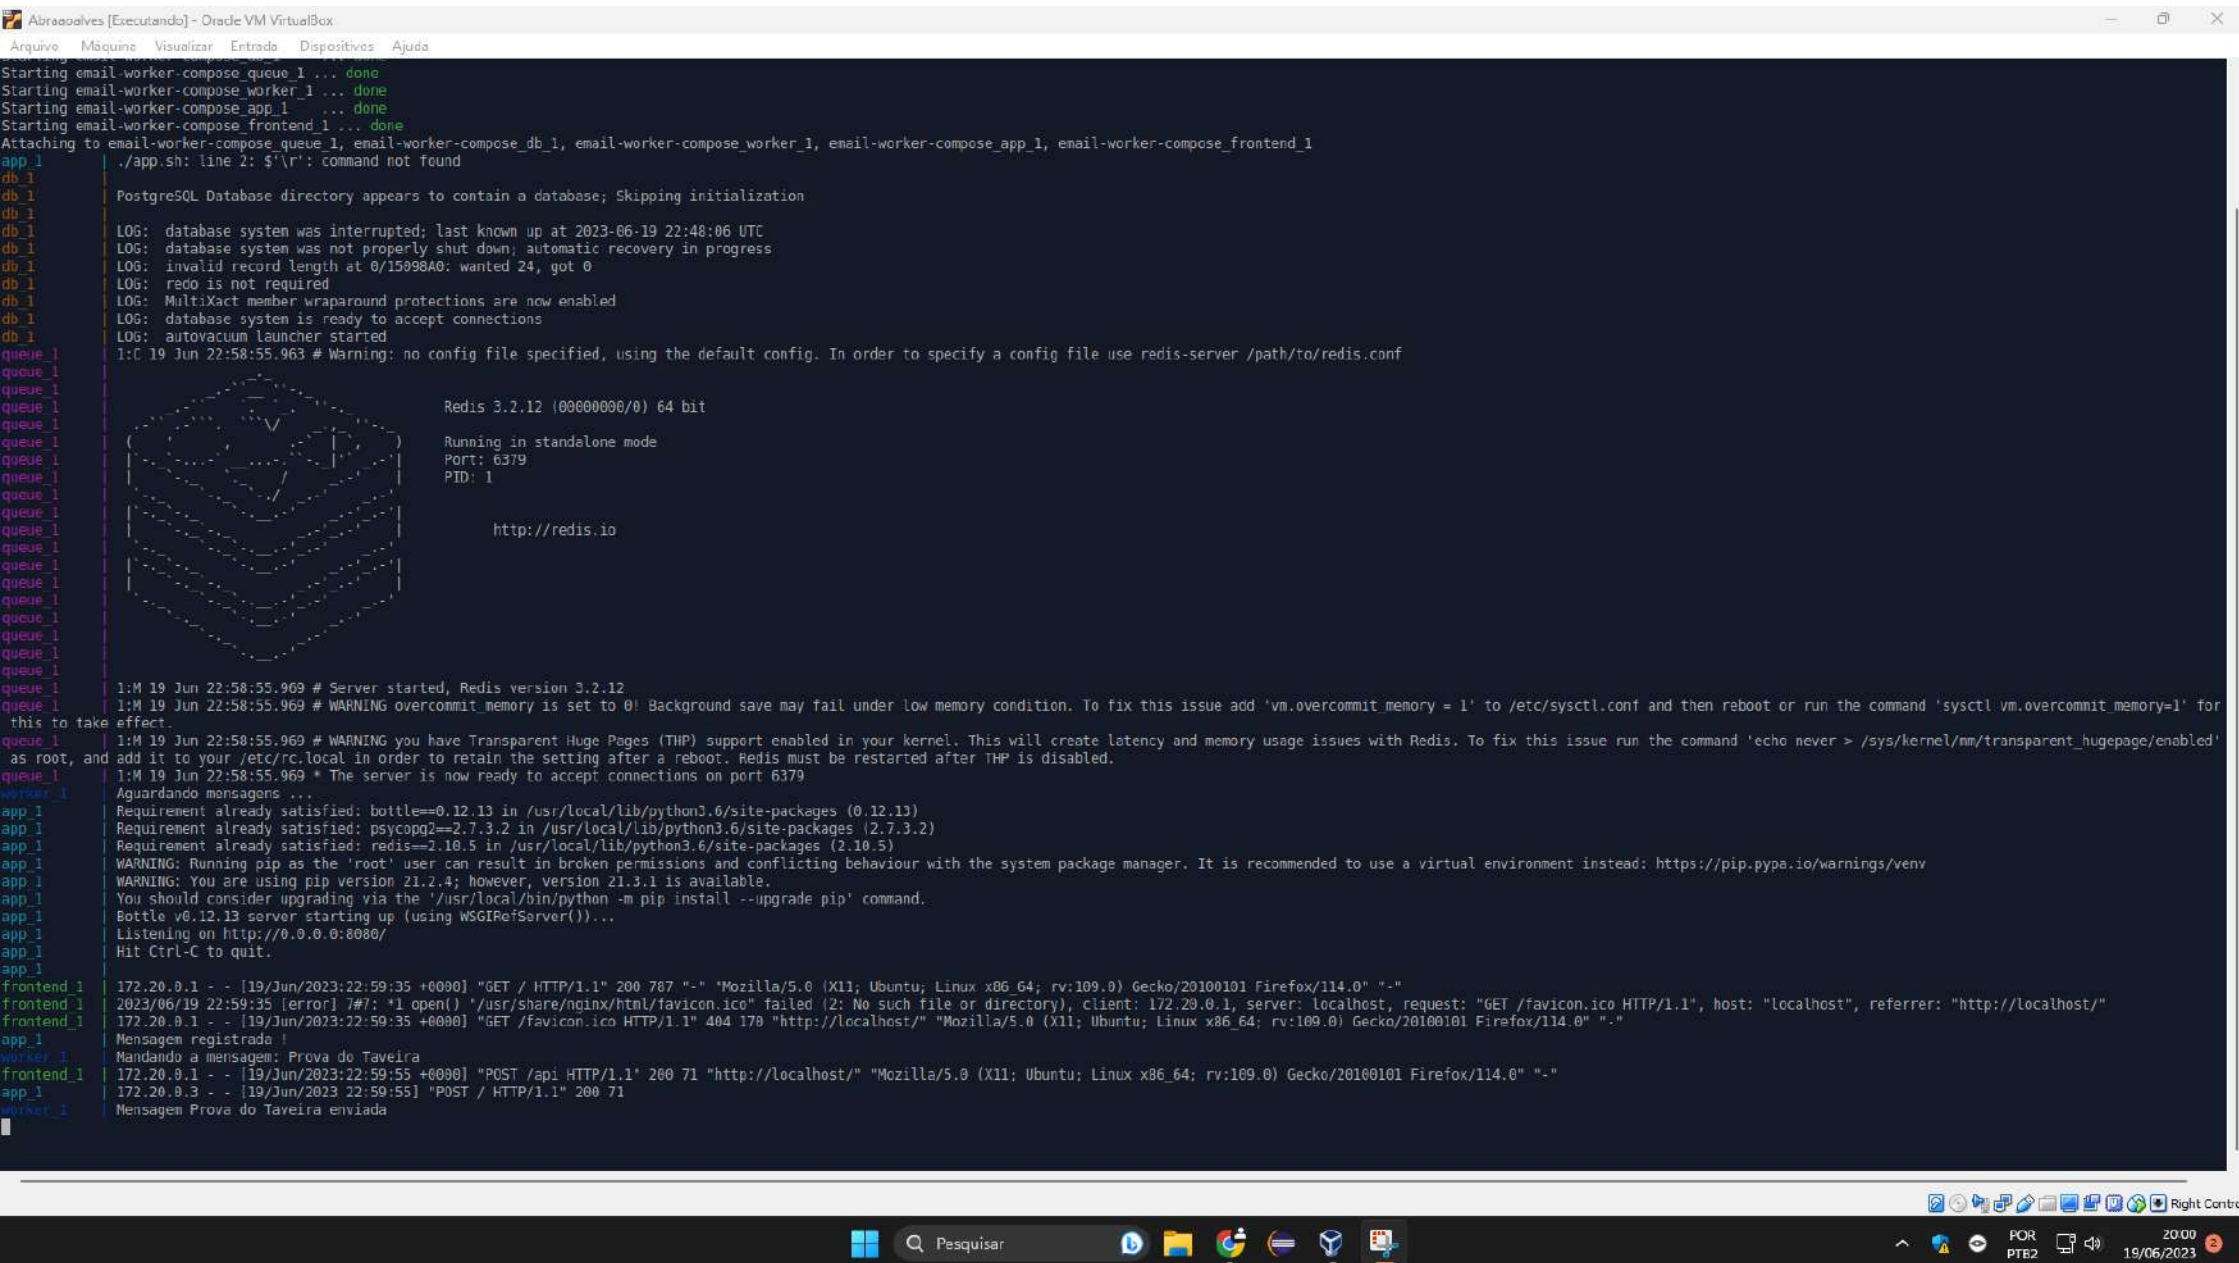 Abraaoalves [Executando] - Oracle VM VirtualBox
Arquivo Máquina Visualizar Entrada Dispositivos Ajuda
Starting email-worker-compose_db_1 ... done
Starting email-worker-compose_queue_1 ... done
Starting email-worker-compose_worker_1 ... done
Starting email-worker-compose_app_1 ... done
Starting email-worker-compose_frontend_1 ... done
Attaching to email-worker-compose_queue_1, email-worker-compose_db_1, email-worker-compose_worker_1, email-worker-compose_app_1, email-worker-compose_frontend_1
app_1 | ./app.sh: line 2: $'\r': command not found
db_1 |
db_1 | PostgreSQL Database directory appears to contain a database; Skipping initialization
db_1 |
db_1 | LOG: database system was interrupted; last known up at 2023-06-19 22:48:06 UTC
db_1 | LOG: database system was not properly shut down; automatic recovery in progress
db_1 | LOG: invalid record length at 0/15098A0: wanted 24, got 0
db_1 | LOG: redo is not required
db_1 | LOG: MultiXact member wraparound protections are now enabled
db_1 | LOG: database system is ready to accept connections
db_1 | LOG: autovacuum launcher started
queue_1 | 1:C 19 Jun 22:58:55.963 # Warning: no config file specified, using the default config. In order to specify a config file use redis-server /path/to/redis.conf
queue_1 |
queue_1 |
queue_1 | Redis 3.2.12 (00000000/0) 64 bit
queue_1 |
queue_1 | Running in standalone mode
queue_1 | Port: 6379
queue_1 | PID: 1
queue_1 |
queue_1 |
queue_1 | http://redis.io
queue_1 |
queue_1 |
queue_1 |
queue_1 |
queue_1 |
queue_1 |
queue_1 |
queue_1 |
queue_1 | 1:M 19 Jun 22:58:55.969 # Server started, Redis version 3.2.12
queue_1 | 1:M 19 Jun 22:58:55.969 # WARNING overcommit_memory is set to 0! Background save may fail under low memory condition. To fix this issue add 'vm.overcommit_memory = 1' to /etc/sysctl.conf and then reboot or run the command 'sysctl vm.overcommit_memory=1' for
this to take effect.
queue_1 | 1:M 19 Jun 22:58:55.969 # WARNING you have Transparent Huge Pages (THP) support enabled in your kernel. This will create latency and memory usage issues with Redis. To fix this issue run the command 'echo never > /sys/kernel/mm/transparent_hugepage/enabled'
as root, and add it to your /etc/rc.local in order to retain the setting after a reboot. Redis must be restarted after THP is disabled.
queue_1 | 1:M 19 Jun 22:58:55.969 * The server is now ready to accept connections on port 6379
worker_1 | Aguardando mensagens ...
app_1 | Requirement already satisfied: bottle==0.12.13 in /usr/local/lib/python3.6/site-packages (0.12.13)
app_1 | Requirement already satisfied: psycopg2==2.7.3.2 in /usr/local/lib/python3.6/site-packages (2.7.3.2)
app_1 | Requirement already satisfied: redis==2.10.5 in /usr/local/lib/python3.6/site-packages (2.10.5)
app_1 | WARNING: Running pip as the 'root' user can result in broken permissions and conflicting behaviour with the system package manager. It is recommended to use a virtual environment instead: https://pip.pypa.io/warnings/venv
app_1 | WARNING: You are using pip version 21.2.4; however, version 21.3.1 is available.
app_1 | You should consider upgrading via the '/usr/local/bin/python -m pip install --upgrade pip' command.
app_1 | Bottle v0.12.13 server starting up (using WSGIRefServer())...
app_1 | Listening on http://0.0.0.0:8080/
app_1 | Hit Ctrl-C to quit.
app_1 |
frontend_1 | 172.20.0.1 - - [19/Jun/2023:22:59:35 +0000] "GET / HTTP/1.1" 200 787 "-" "Mozilla/5.0 (X11; Ubuntu; Linux x86_64; rv:109.0) Gecko/20100101 Firefox/114.0" "-"
frontend_1 | 2023/06/19 22:59:35 [error] 7#7: *1 open() "/usr/share/nginx/html/favicon.ico" failed (2: No such file or directory), client: 172.20.0.1, server: localhost, request: "GET /favicon.ico HTTP/1.1", host: "localhost", referrer: "http://localhost/"
frontend_1 | 172.20.0.1 - - [19/Jun/2023:22:59:35 +0000] "GET /favicon.ico HTTP/1.1" 404 170 "http://localhost/" "Mozilla/5.0 (X11; Ubuntu; Linux x86_64; rv:109.0) Gecko/20100101 Firefox/114.0" "-"
app_1 | Mensagem registrada !
worker_1 | Mandando a mensagem: Prova do Taveira
frontend_1 | 172.20.0.1 - - [19/Jun/2023:22:59:55 +0000] "POST /api HTTP/1.1" 200 71 "http://localhost/" "Mozilla/5.0 (X11; Ubuntu; Linux x86_64; rv:109.0) Gecko/20100101 Firefox/114.0" "-"
app_1 | 172.20.0.3 - - [19/Jun/2023 22:59:55] "POST / HTTP/1.1" 200 71
worker_1 | Mensagem Prova do Taveira enviada
Right Contr
Pesquisar
POR
PTB2
20:00
19/06/2023
2